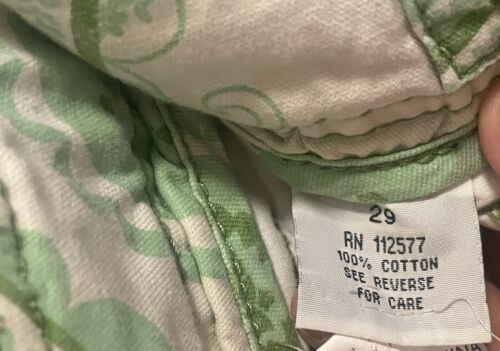 29
RN 112577
100% COTTON
SEE REVERSE
FOR CARE